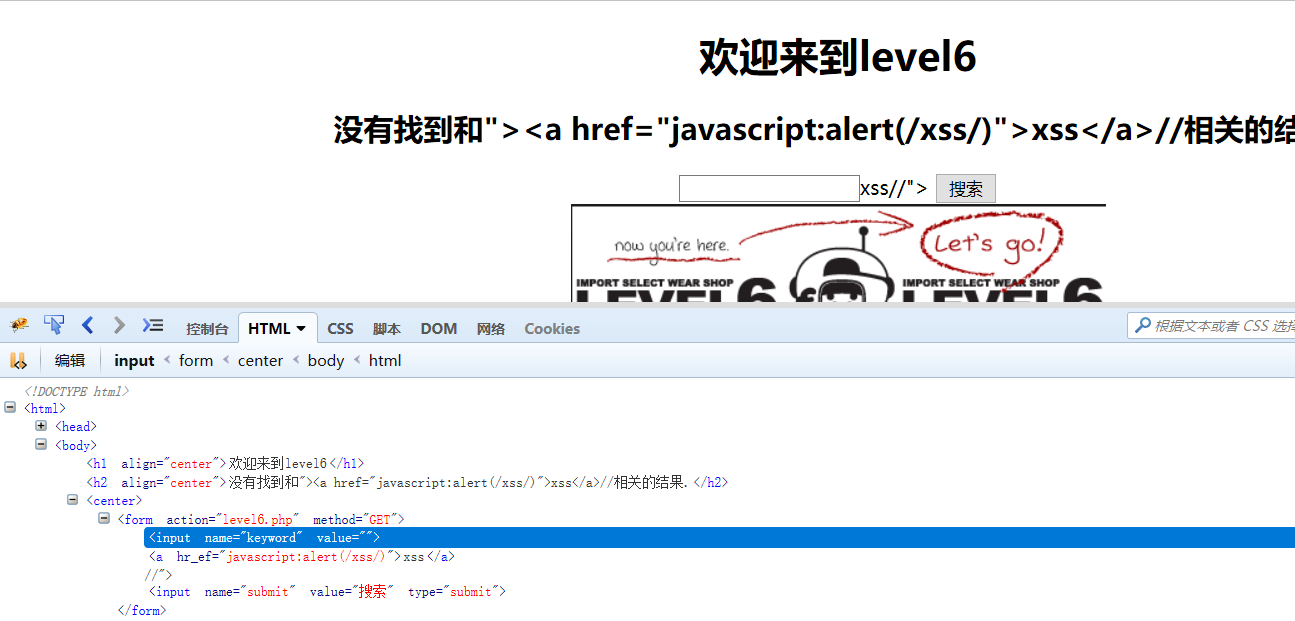 欢迎来到level6
没有找到和"><a href="javascript:alert(/xss/)">xss</a>//相关的结
xss//"> 搜索
now you're here.
Let's go!
IMPORT SELECT WEAR SHOP IMPORT SELECT WEAR SHOP
LEVEL6 LEVEL6
控制台 HTML CSS 脚本 DOM 网络 Cookies 根据文本或者 CSS 选择
编辑 input < form < center < body < html
<!DOCTYPE html>
<html>
<head>
<body>
<h1 align="center">欢迎来到level6</h1>
<h2 align="center">没有找到和"><a href="javascript:alert(/xss/)">xss</a>//相关的结果.</h2>
<center>
<form action="level6.php" method="GET">
<input name="keyword" value="">
<a hr_ef="javascript:alert(/xss/)">xss</a>
//">
<input name="submit" value="搜索" type="submit">
</form>